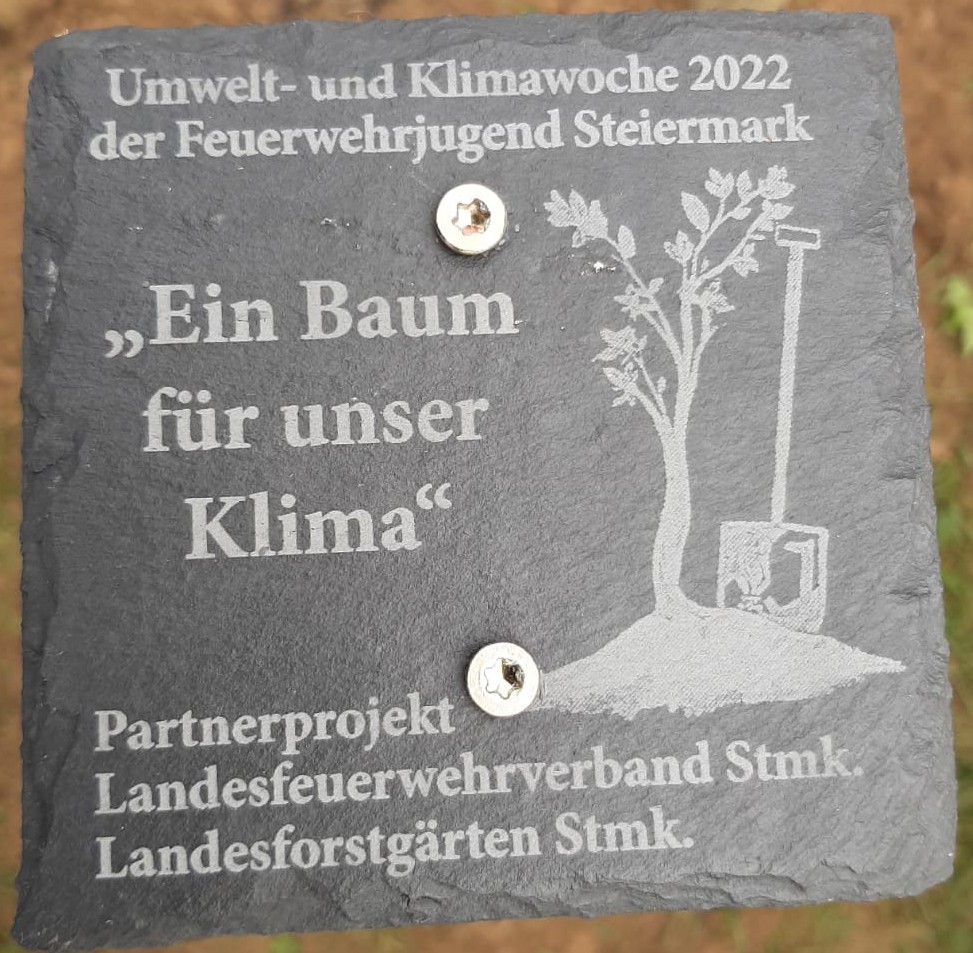 Umwelt- und Klimawoche 2022
der Feuerwehrjugend Steiermark
„Ein Baum
für unser
Klima“
Partnerprojekt
Landesfeuerwehrverband Stmk.
Landesforstgärten Stmk.